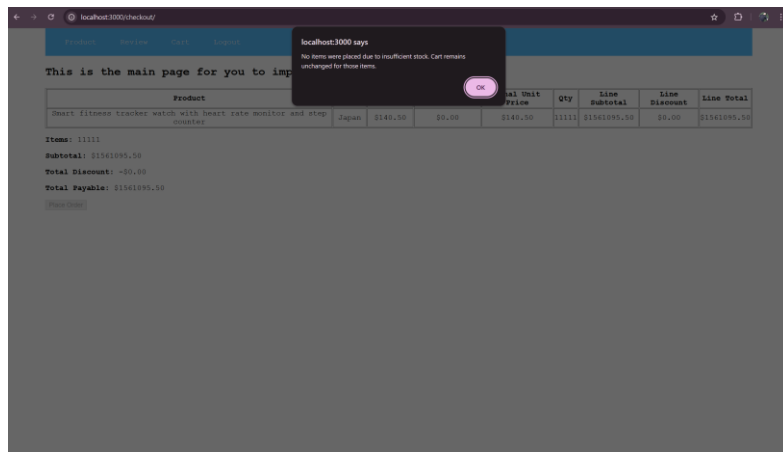 localhost:3000/checkout/
Product Review Cart Logout
localhost:3000 says
No items were placed due to insufficient stock. Cart remains
unchanged for those items.
OK
This is the main page for you to imp
Product
nal Unit
Price
Qty
Line
Subtotal
Line
Discount
Line Total
Smart fitness tracker watch with heart rate monitor and step
counter
Japan $140.50 $0.00 $140.50 11111 $1561095.50 $0.00 $1561095.50
Items: 11111
Subtotal: $1561095.50
Total Discount: -$0.00
Total Payable: $1561095.50
Place Order